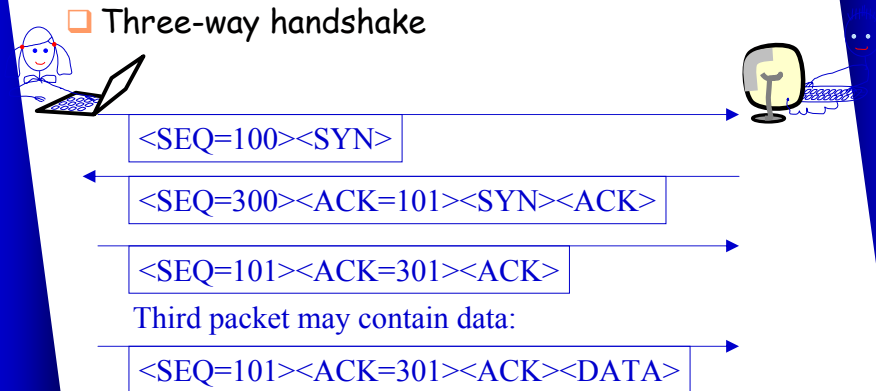 Three-way handshake
<SEQ=100><SYN>
<SEQ=300><ACK=101><SYN><ACK>
<SEQ=101><ACK=301><ACK>
Third packet may contain data:
<SEQ=101><ACK=301><ACK><DATA>